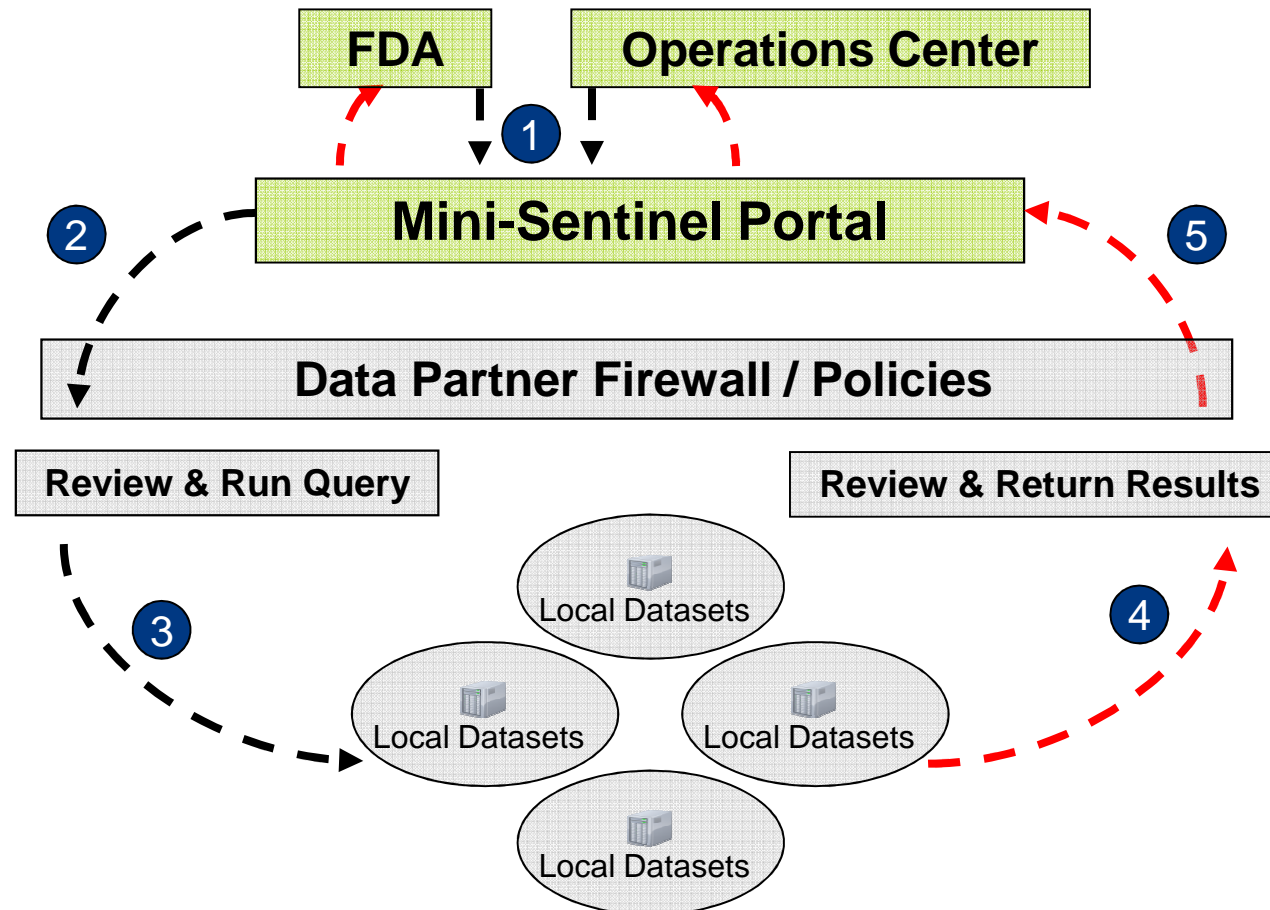 FDA
Operations Center
1
Mini-Sentinel Portal
2
5
Data Partner Firewall / Policies
Review & Run Query
Review & Return Results
Local Datasets
3
4
Local Datasets
Local Datasets
Local Datasets